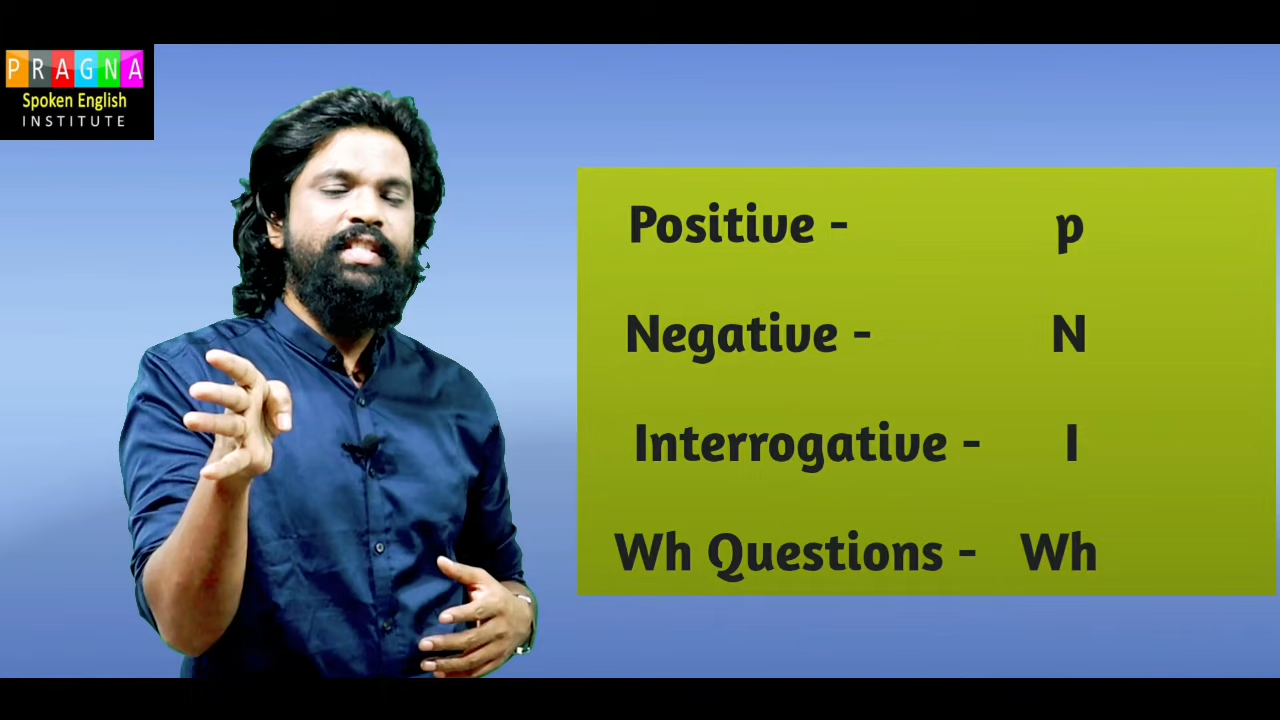 PRAGNA
Spoken English
INSTITUTE
Positive - p
Negative - N
Interrogative - I
Wh Questions - Wh